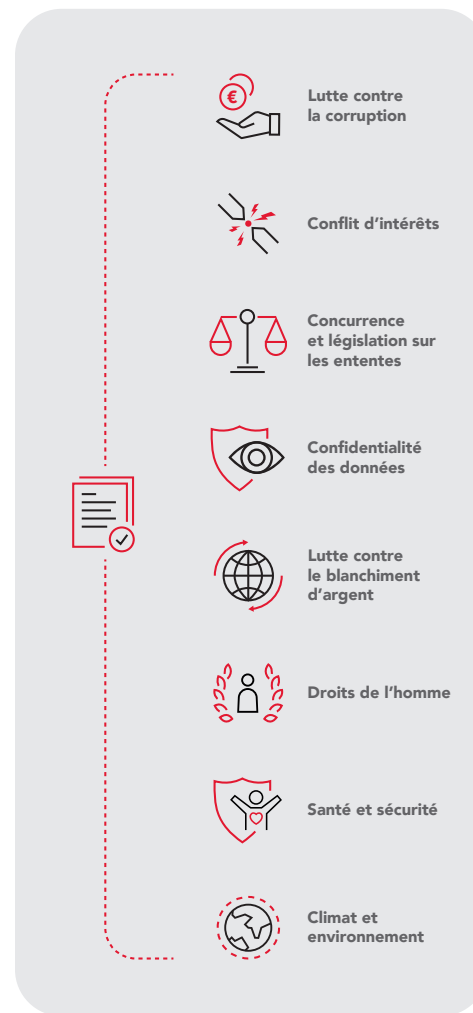 €
Lutte contre
la corruption
Conflit d'intérêts
Concurrence
et législation sur
les ententes
Confidentialité
des données
Lutte contre
le blanchiment
d'argent
Droits de l'homme
Santé et sécurité
Climat et
environnement